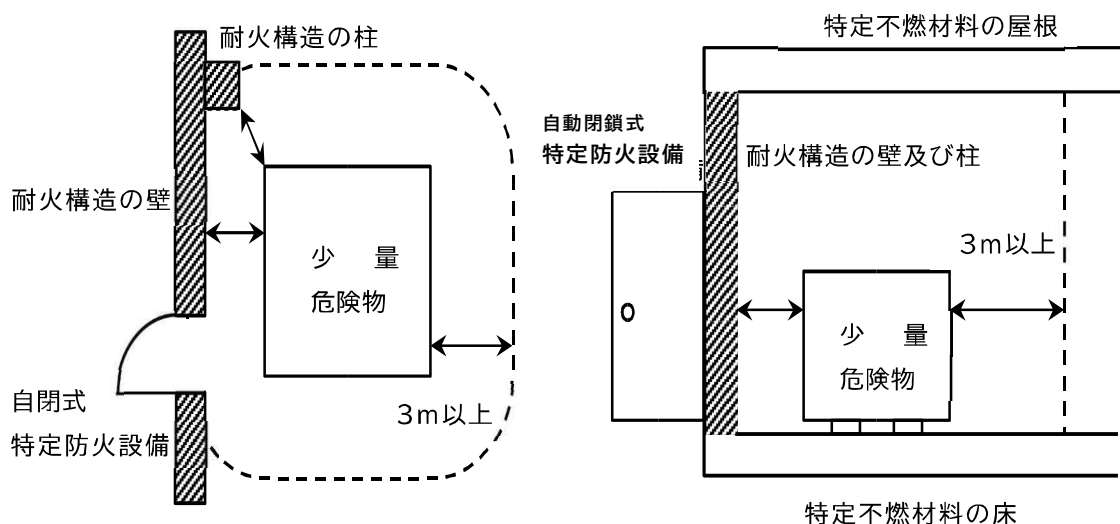 耐火構造の柱
耐火構造の壁
少 量
危険物
3m以上
自閉式
特定防火設備
特定不燃材料の屋根
自動閉鎖式
特定防火設備
耐火構造の壁及び柱
3m以上
少 量
危険物
特定不燃材料の床